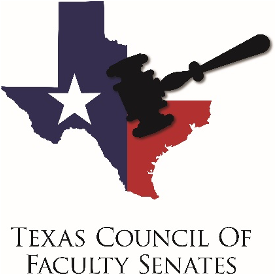 Texas Council Of
Faculty Senates